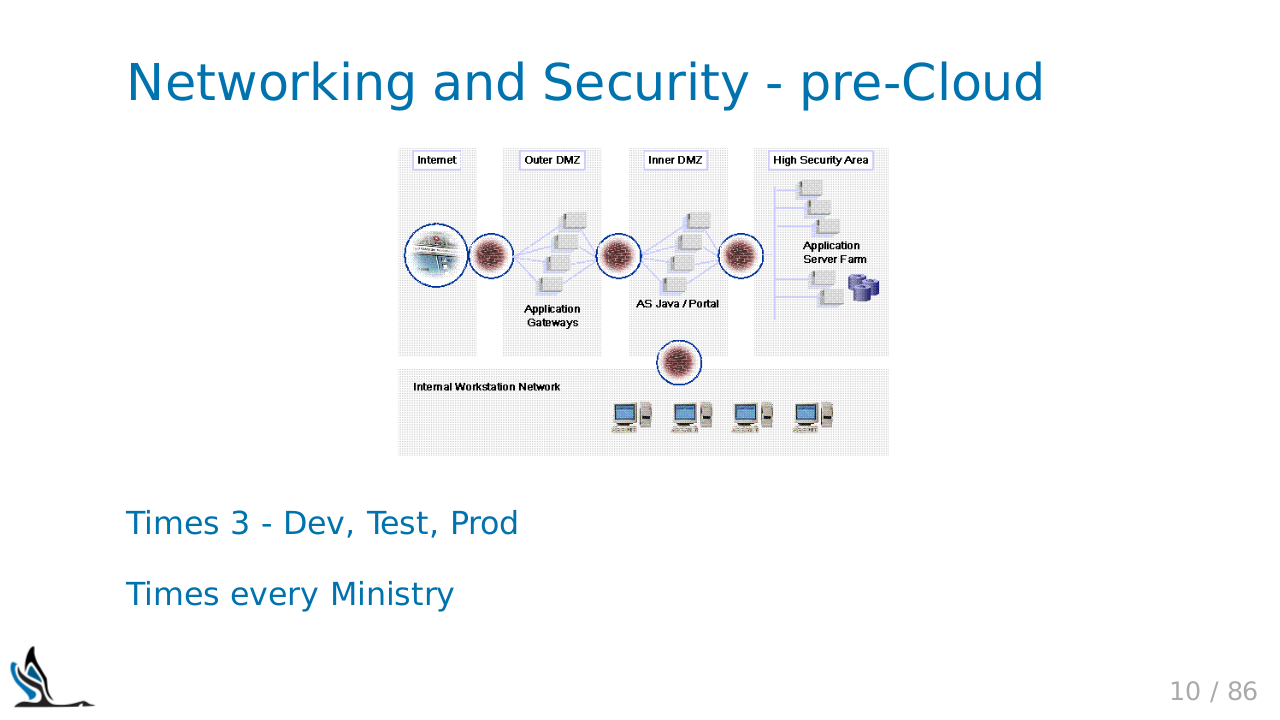 Networking and Security - pre-Cloud
Internet
Outer DMZ
Inner DMZ
High Security Area
Application
Server Farm
Application
Gateways
AS Java / Portal
Internal Workstation Network
Times 3 - Dev, Test, Prod
Times every Ministry
10 / 86